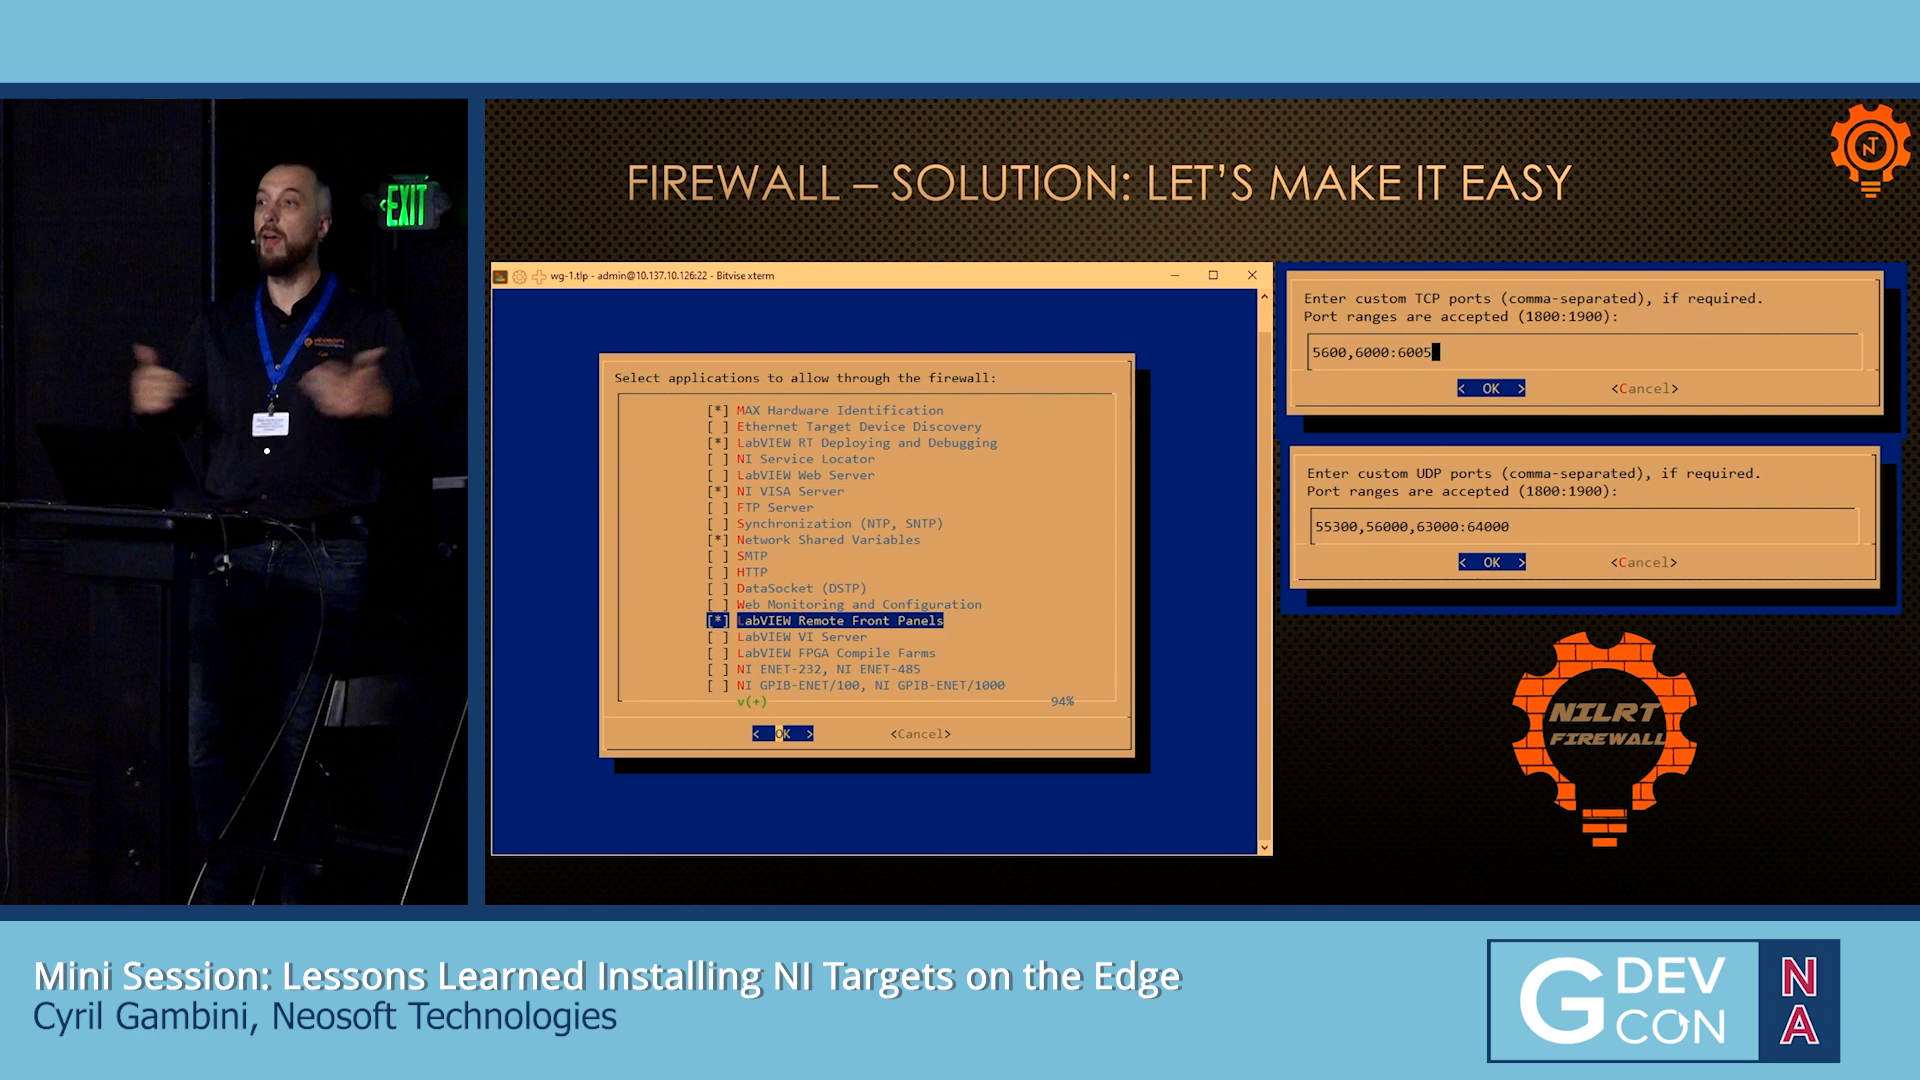 EXIT
FIREWALL – SOLUTION: LET'S MAKE IT EASY
NT
wg-1.tlp - admin@10.137.10.126:22 - Bitvise xterm
Select applications to allow through the firewall:
[*] MAX Hardware Identification
[ ] Ethernet Target Device Discovery
[*] LabVIEW RT Deploying and Debugging
[ ] NI Service Locator
[ ] LabVIEW Web Server
[*] NI VISA Server
[ ] FTP Server
[ ] Synchronization (NTP, SNTP)
[*] Network Shared Variables
[ ] SMTP
[ ] HTTP
[ ] DataSocket (DSTP)
[ ] Web Monitoring and Configuration
[*] LabVIEW Remote Front Panels
[ ] LabVIEW VI Server
[ ] LabVIEW FPGA Compile Farms
[ ] NI ENET-232, NI ENET-485
[ ] NI GPIB-ENET/100, NI GPIB-ENET/1000
v(+) 94%
< OK > <Cancel>
Enter custom TCP ports (comma-separated), if required.
Port ranges are accepted (1800:1900):
5600,6000:6005
< OK > <Cancel>
Enter custom UDP ports (comma-separated), if required.
Port ranges are accepted (1800:1900):
55300,56000,63000:64000
< OK > <Cancel>
NILRT
FIREWALL
Mini Session: Lessons Learned Installing NI Targets on the Edge
Cyril Gambini, Neosoft Technologies
G DEV CON
NA